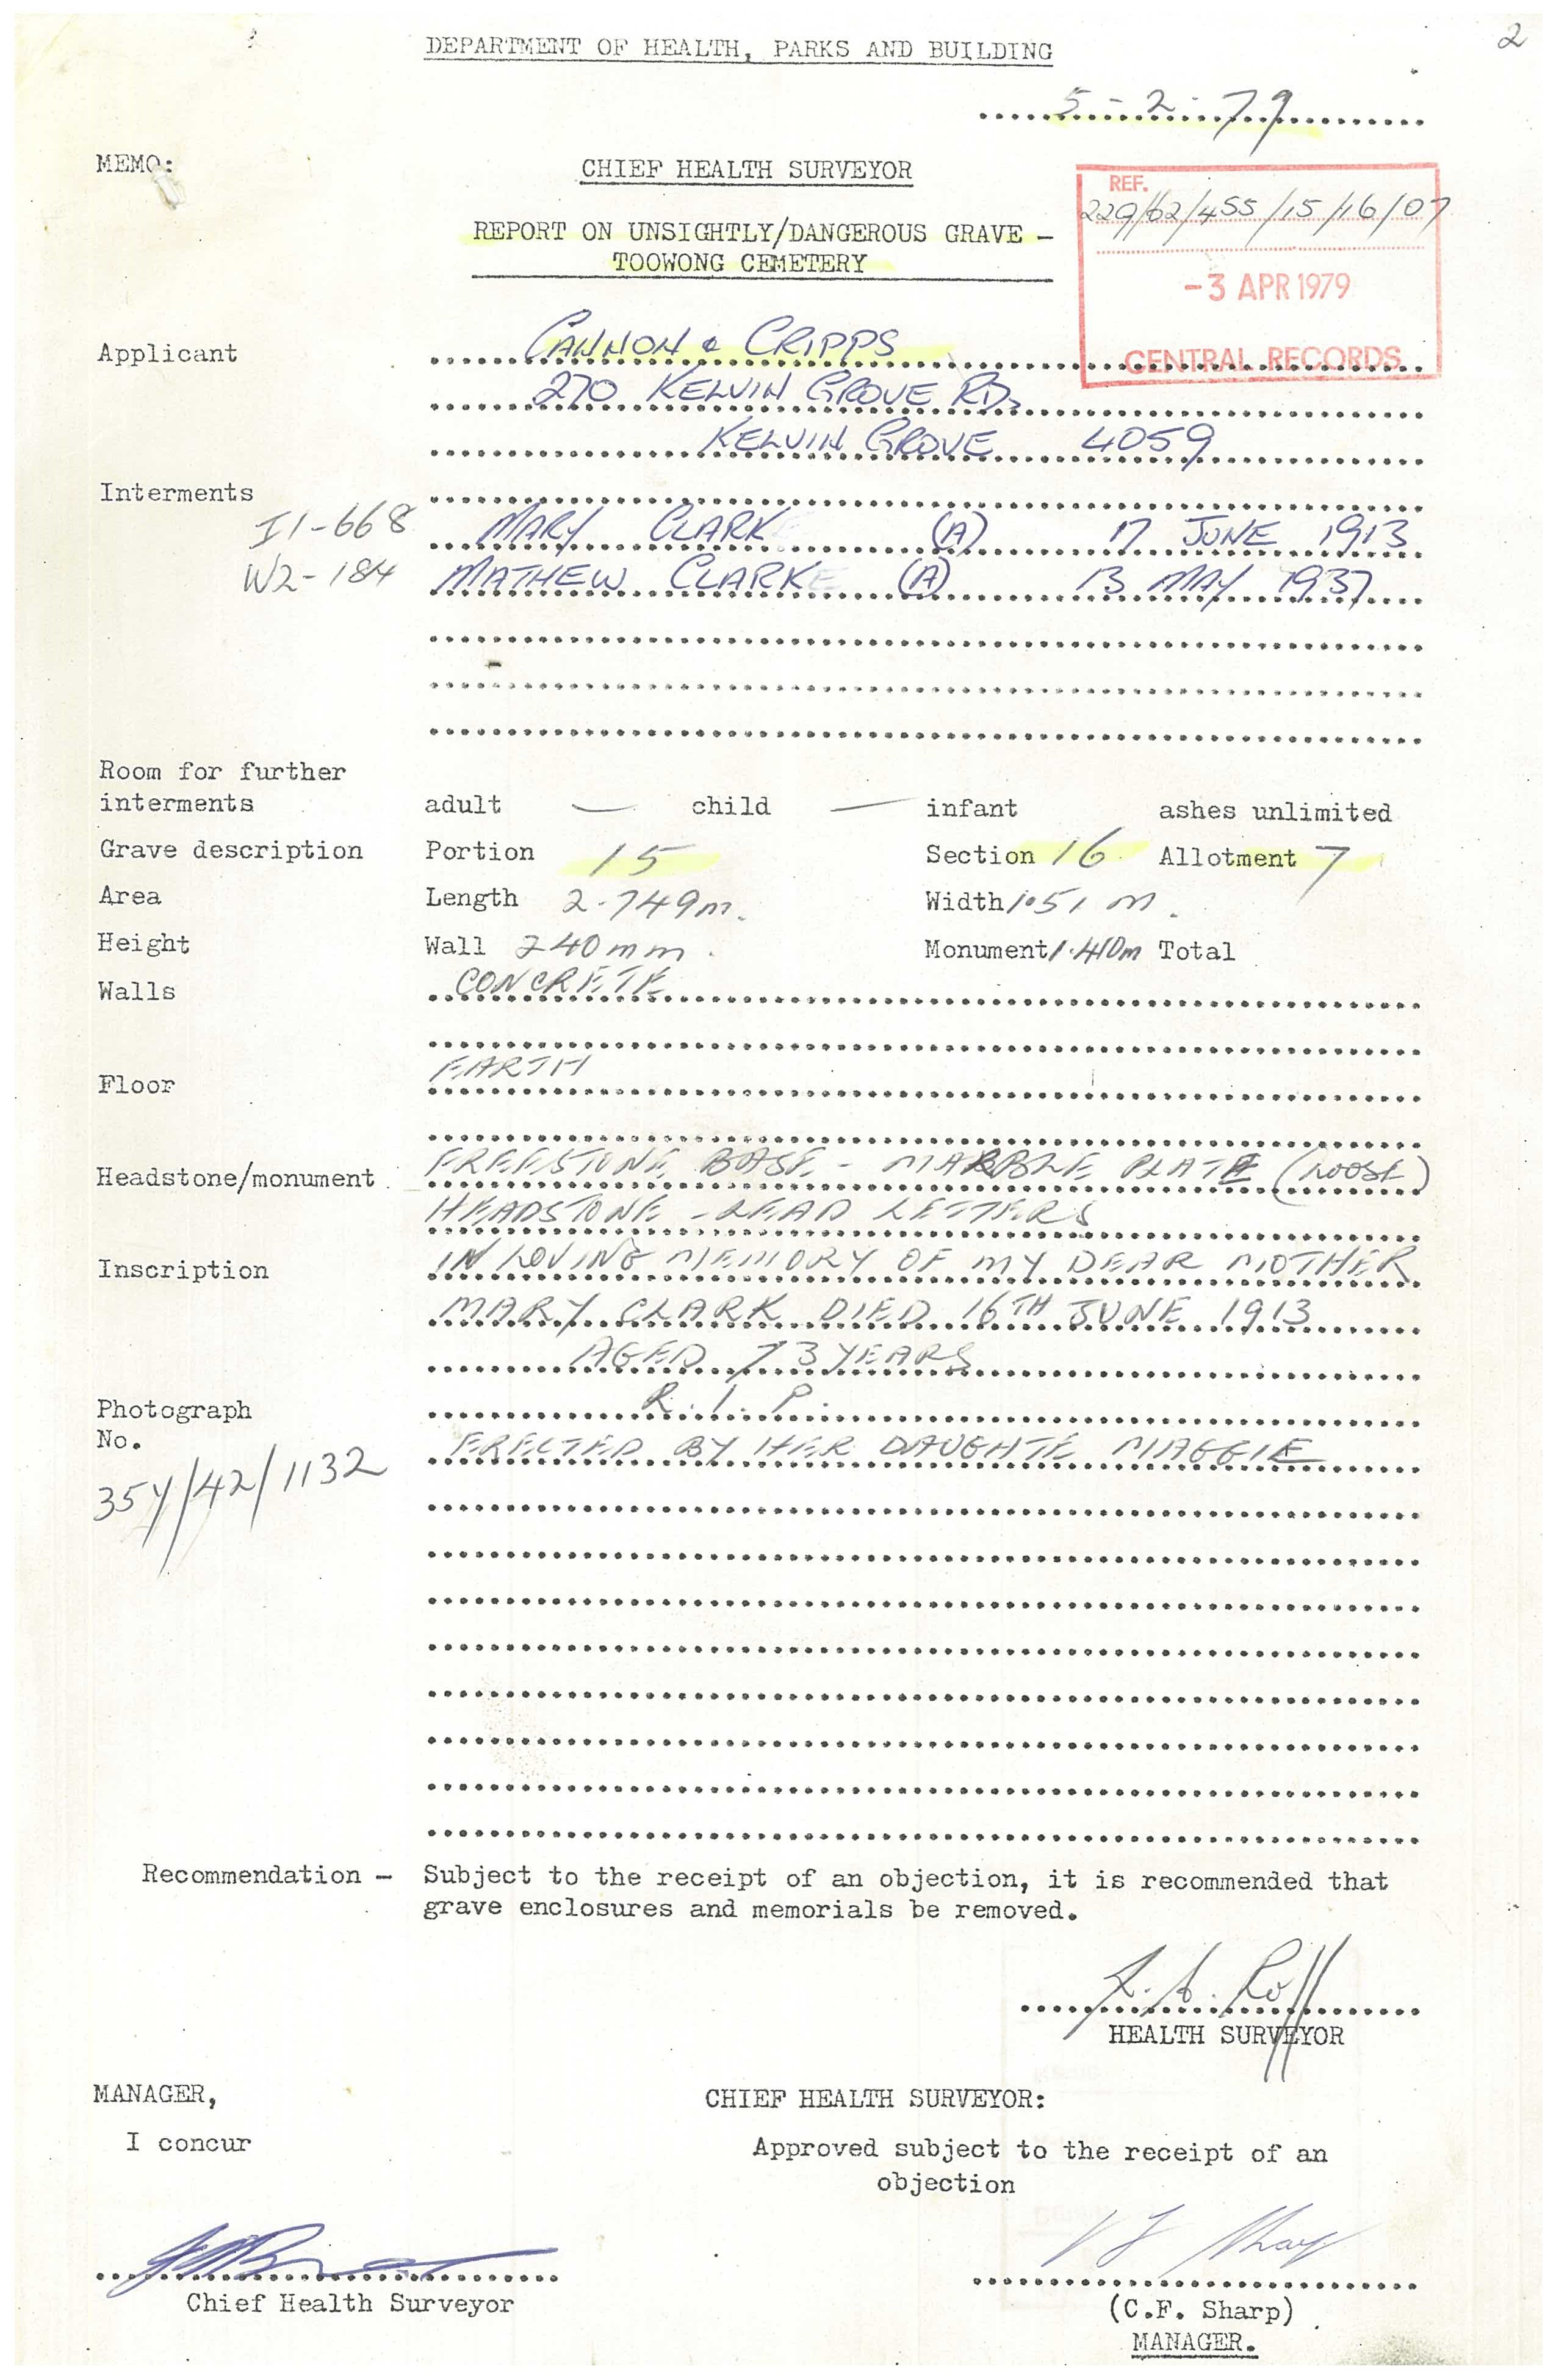 2
DEPARTMENT OF HEALTH, PARKS AND BUILDING
5-2-79
MEMO:
CHIEF HEALTH SURVEYOR
REF.
229/62/455/15/16/07
REPORT ON UNSIGHTLY/DANGEROUS GRAVE -
TOOWONG CEMETERY
-3 APR 1979
CENTRAL RECORDS
Applicant CANNON & CRIPPS
270 KELVIN GROVE RD,
KELVIN GROVE 4059
Interments
I1-668 MARY CLARK (A) 17 JUNE 1913
W2-184 MATHEW CLARK (A) 13 MAY 1937
Room for further
interments adult — child — infant ashes unlimited
Grave description Portion 15 Section 16 Allotment 7
Area Length 2.749m. Width 1.051 m.
Height Wall 240mm. Monument 1.410m Total
Walls CONCRETE
Floor EARTH
Headstone/monument FREESTONE BASE - MARBLE PLATE (LOOSE)
HEADSTONE - LEAD LETTERS
Inscription IN LOVING MEMORY OF MY DEAR MOTHER
MARY CLARK DIED 16TH JUNE 1913
AGED 73 YEARS
Photograph R.I.P.
No. ERECTED BY HER DAUGHTE MAGGIE
354/42/1132
Recommendation - Subject to the receipt of an objection, it is recommended that
grave enclosures and memorials be removed.
HEALTH SURVEYOR
MANAGER, CHIEF HEALTH SURVEYOR:
I concur Approved subject to the receipt of an
objection
Chief Health Surveyor (C.F. Sharp)
MANAGER.